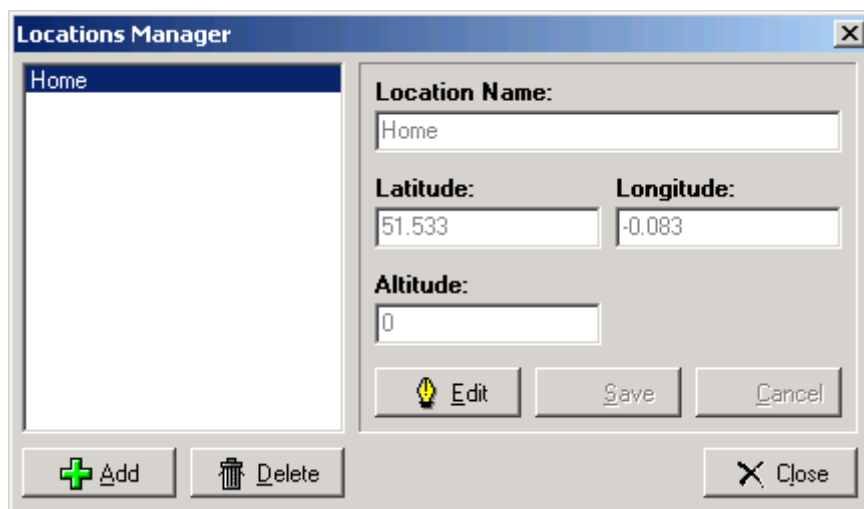 Locations Manager
Home
Location Name:
Home
Latitude: Longitude:
51.533 -0.083
Altitude:
0
Edit Save Cancel
Add Delete Close